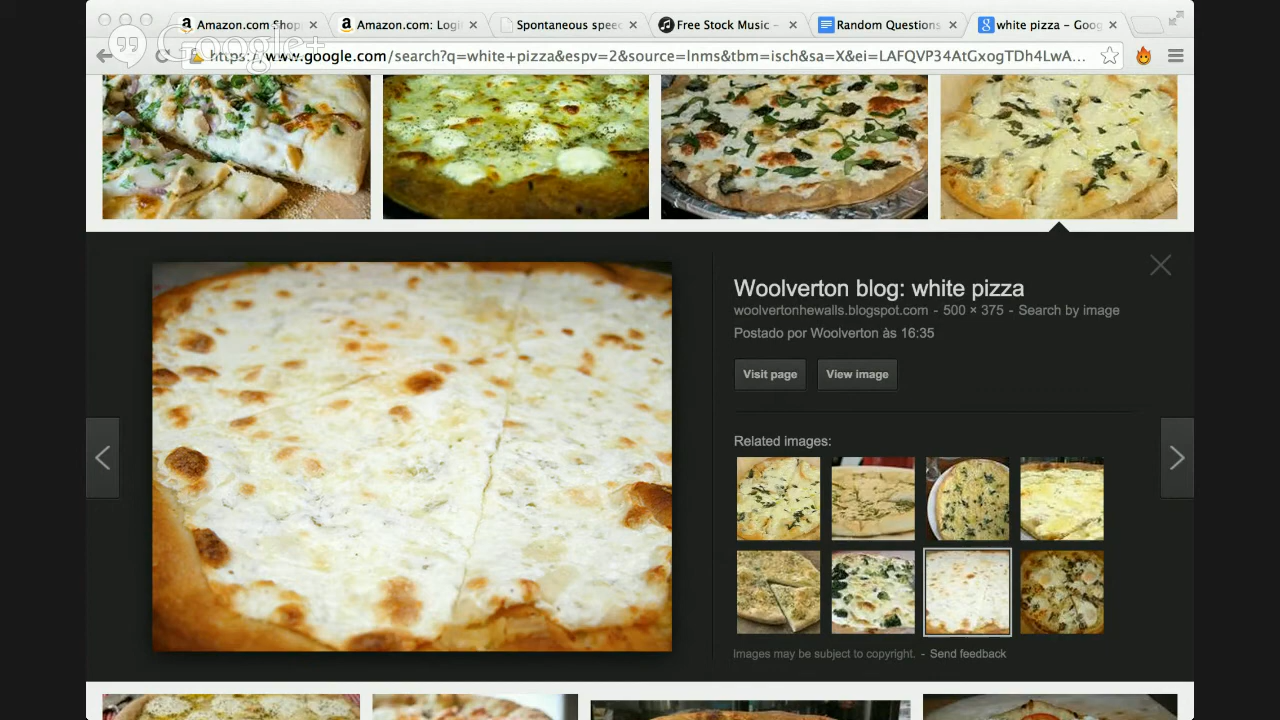 Amazon.com Shop
Amazon.com: Logi
Spontaneous spee
Free Stock Music –
Random Questions
white pizza – Goog
Google+
https://www.google.com/search?q=white+pizza&espv=2&source=lnms&tbm=isch&sa=X&ei=LAFQVP34AtGxogTDh4LwA...
Woolverton blog: white pizza
woolvertonhewalls.blogspot.com - 500 × 375 - Search by image
Postado por Woolverton às 16:35
Visit page
View image
Related images:
Images may be subject to copyright. - Send feedback